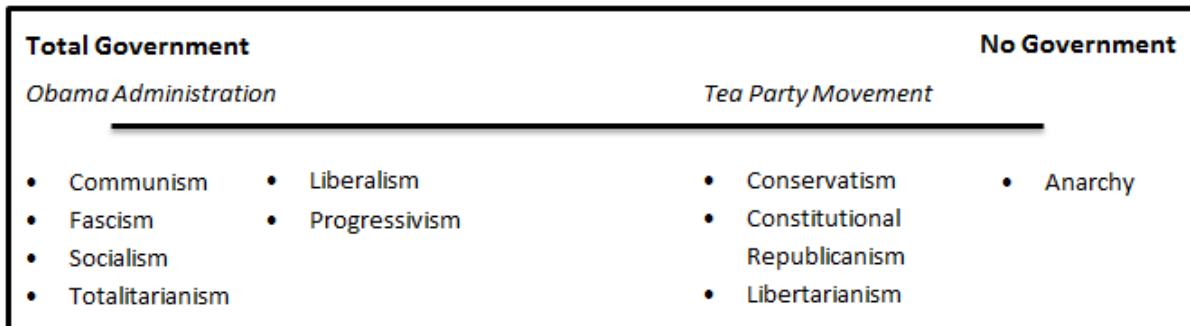 Total Government No Government
Obama Administration Tea Party Movement
• Communism • Liberalism • Conservatism • Anarchy
• Fascism • Progressivism • Constitutional
• Socialism Republicanism
• Totalitarianism • Libertarianism